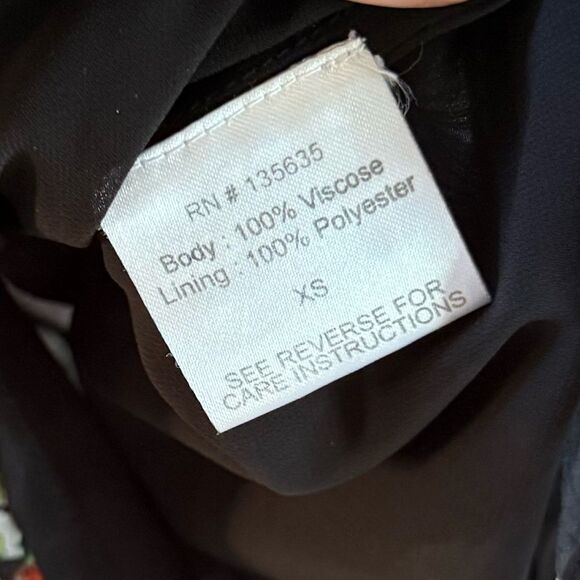 RN # 135635
Body : 100% Viscose
Lining : 100% Polyester
XS
SEE REVERSE FOR
CARE INSTRUCTIONS